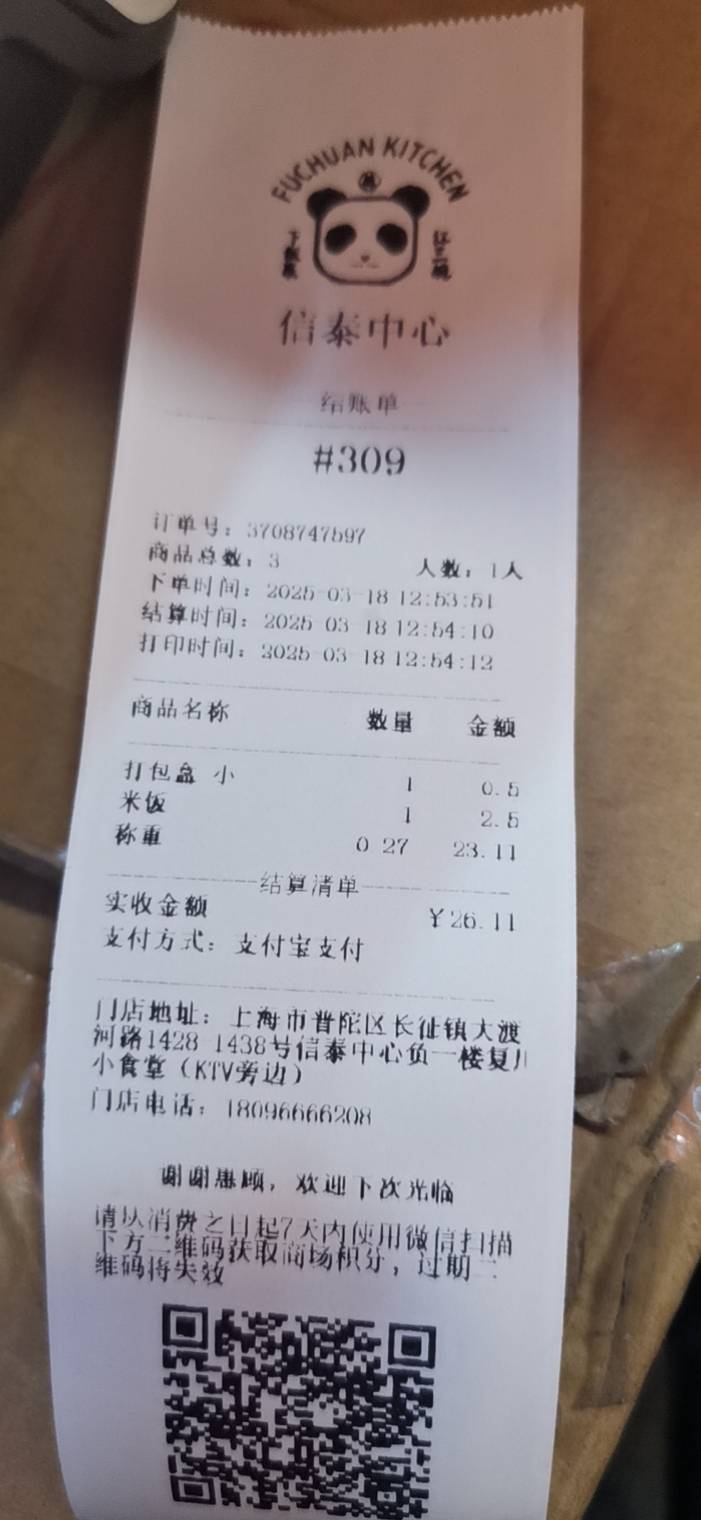 FUCHUAN KITCHEN
下饭菜
红三碗
信泰中心
结账单
#309
订单号：3708747597
商品总数：3 人数：1人
下单时间：2025-03-18 12:53:51
结算时间：2025-03-18 12:54:10
打印时间：2025-03-18 12:54:12
商品名称 数量 金额
打包盒 小 1 0.5
米饭 1 2.5
称重 0.27 23.11
结算清单
实收金额 ￥26.11
支付方式：支付宝支付
门店地址：上海市普陀区长征镇大渡
河路1428-1438号信泰中心负一楼复川
小食堂（KTV旁边）
门店电话：18096666208
谢谢惠顾，欢迎下次光临
请从消费之日起7天内使用微信扫描
下方二维码获取商场积分，过期二
维码将失效